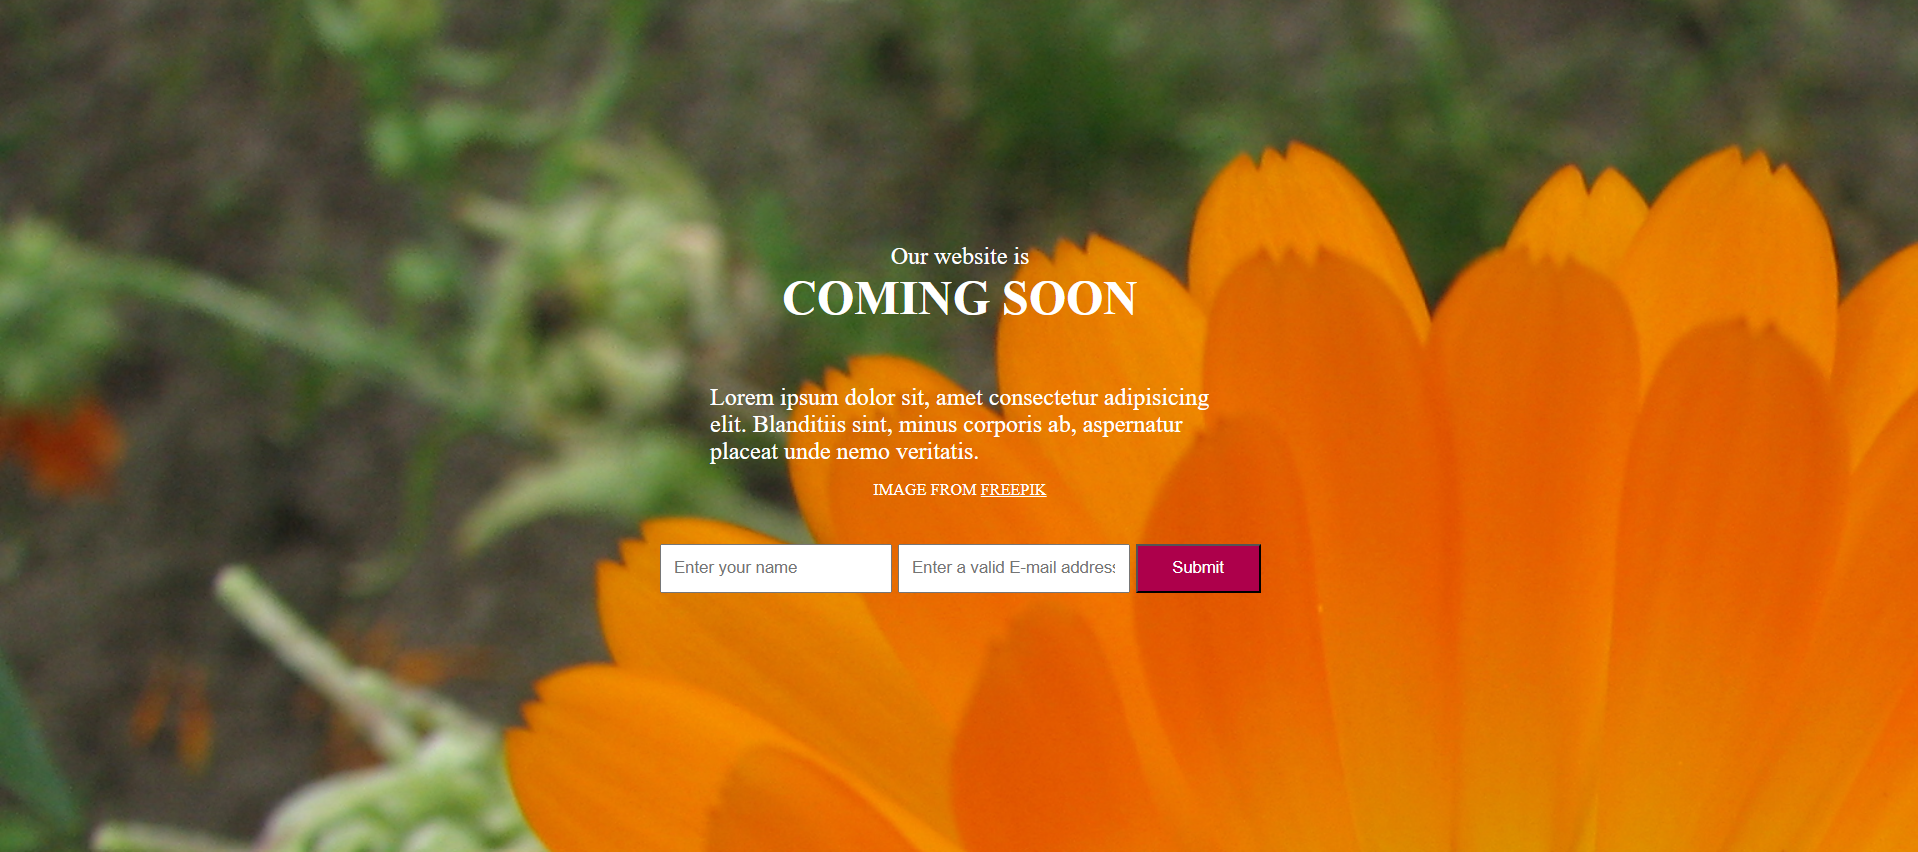 Our website is
COMING SOON
Lorem ipsum dolor sit, amet consectetur adipisicing
elit. Blanditiis sint, minus corporis ab, aspernatur
placeat unde nemo veritatis.
IMAGE FROM FREEPIK
Enter your name
Enter a valid E-mail address
Submit